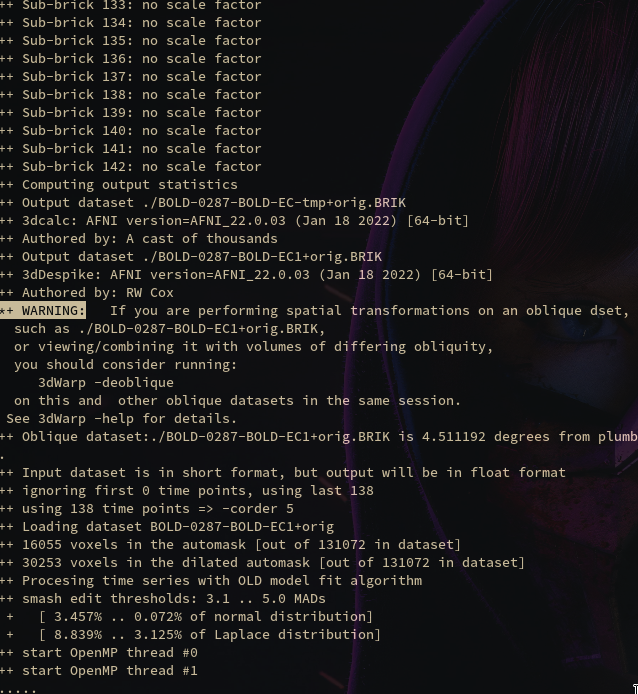 ++ Sub-brick 133: no scale factor
++ Sub-brick 134: no scale factor
++ Sub-brick 135: no scale factor
++ Sub-brick 136: no scale factor
++ Sub-brick 137: no scale factor
++ Sub-brick 138: no scale factor
++ Sub-brick 139: no scale factor
++ Sub-brick 140: no scale factor
++ Sub-brick 141: no scale factor
++ Sub-brick 142: no scale factor
++ Computing output statistics
++ Output dataset ./BOLD-0287-BOLD-EC-tmp+orig.BRIK
++ 3dcalc: AFNI version=AFNI_22.0.03 (Jan 18 2022) [64-bit]
++ Authored by: A cast of thousands
++ Output dataset ./BOLD-0287-BOLD-EC1+orig.BRIK
++ 3dDespike: AFNI version=AFNI_22.0.03 (Jan 18 2022) [64-bit]
++ Authored by: RW Cox
*+ WARNING:   If you are performing spatial transformations on an oblique dset,
  such as ./BOLD-0287-BOLD-EC1+orig.BRIK,
  or viewing/combining it with volumes of differing obliquity,
  you should consider running:
     3dWarp -deoblique
  on this and  other oblique datasets in the same session.
 See 3dWarp -help for details.
++ Oblique dataset:./BOLD-0287-BOLD-EC1+orig.BRIK is 4.511192 degrees from plumb
.
++ Input dataset is in short format, but output will be in float format
++ ignoring first 0 time points, using last 138
++ using 138 time points => -corder 5
++ Loading dataset BOLD-0287-BOLD-EC1+orig
++ 16055 voxels in the automask [out of 131072 in dataset]
++ 30253 voxels in the dilated automask [out of 131072 in dataset]
++ Procesing time series with OLD model fit algorithm
++ smash edit thresholds: 3.1 .. 5.0 MADs
 +   [ 3.457% .. 0.072% of normal distribution]
 +   [ 8.839% .. 3.125% of Laplace distribution]
++ start OpenMP thread #0
++ start OpenMP thread #1
.....